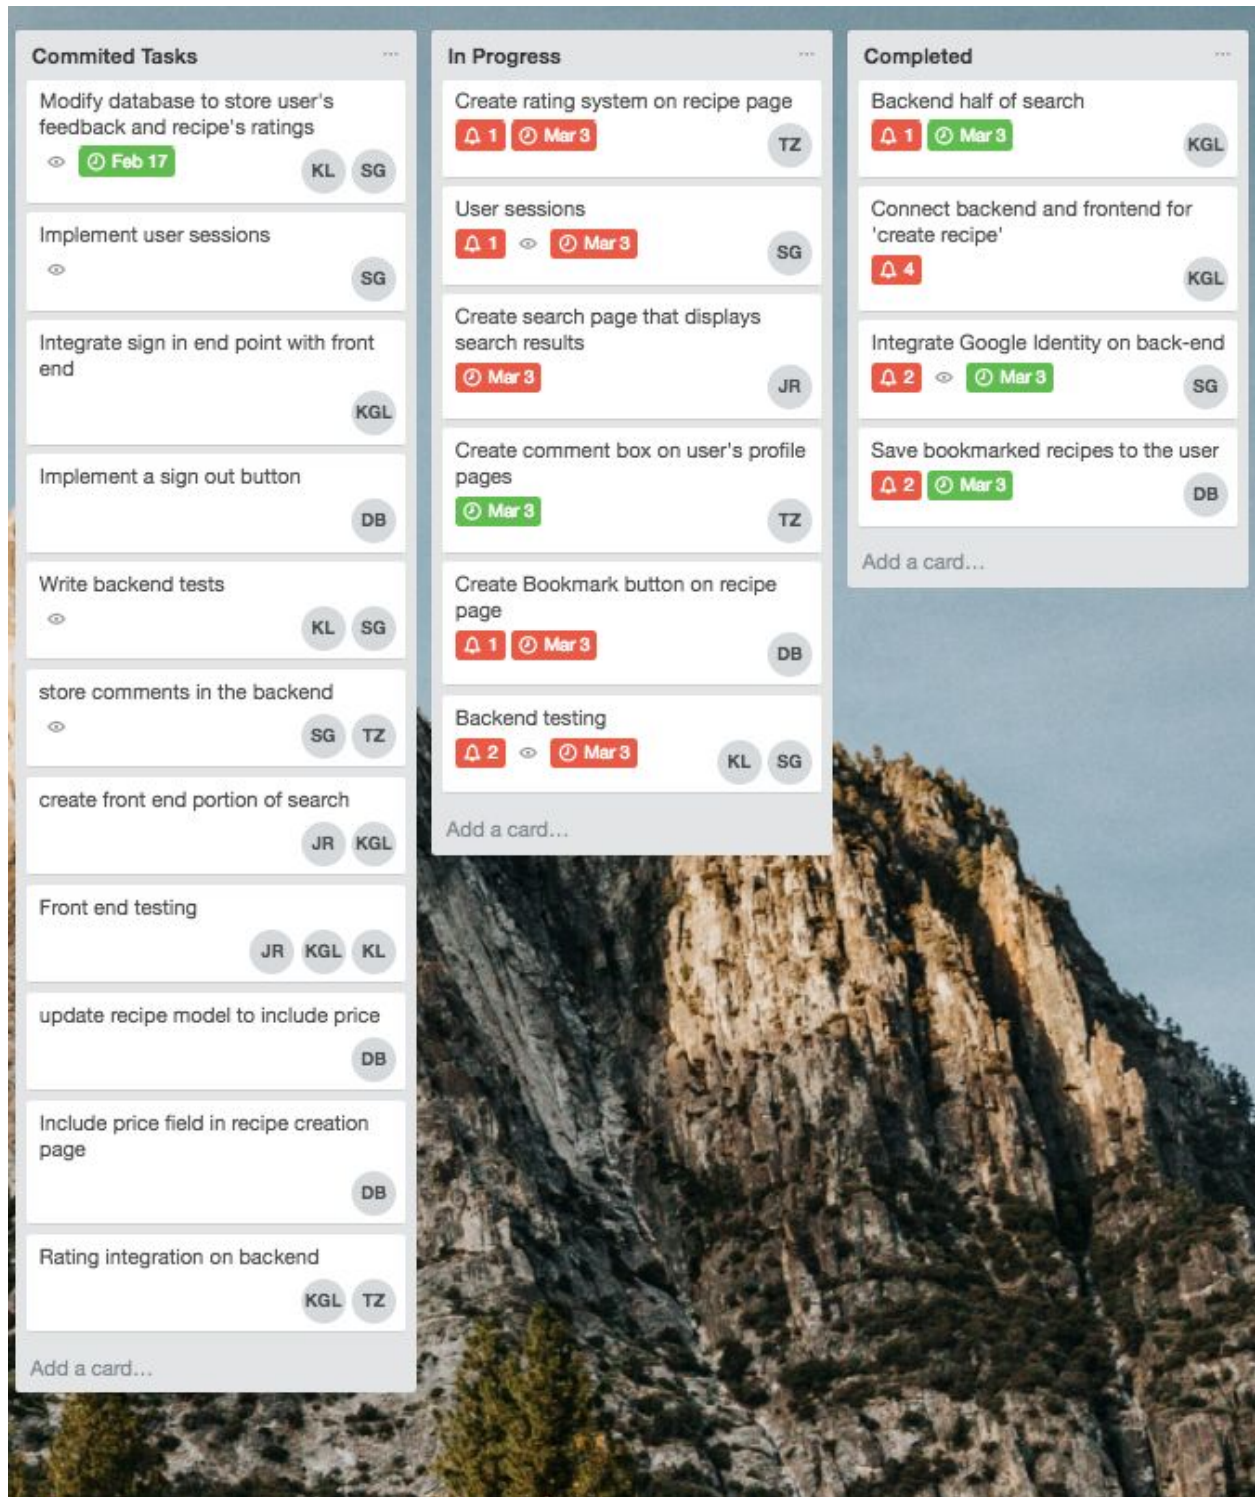 Commited Tasks
Modify database to store user's
feedback and recipe's ratings
Feb 17
KL SG
Implement user sessions
SG
Integrate sign in end point with front
end
KGL
Implement a sign out button
DB
Write backend tests
KL SG
store comments in the backend
SG TZ
create front end portion of search
JR KGL
Front end testing
JR KGL KL
update recipe model to include price
DB
Include price field in recipe creation
page
DB
Rating integration on backend
KGL TZ
Add a card...
In Progress
Create rating system on recipe page
1 Mar 3
TZ
User sessions
1 Mar 3
SG
Create search page that displays
search results
Mar 3
JR
Create comment box on user's profile
pages
Mar 3
TZ
Create Bookmark button on recipe
page
1 Mar 3
DB
Backend testing
2 Mar 3
KL SG
Add a card...
Completed
Backend half of search
1 Mar 3
KGL
Connect backend and frontend for
'create recipe'
4
KGL
Integrate Google Identity on back-end
2 Mar 3
SG
Save bookmarked recipes to the user
2 Mar 3
DB
Add a card...